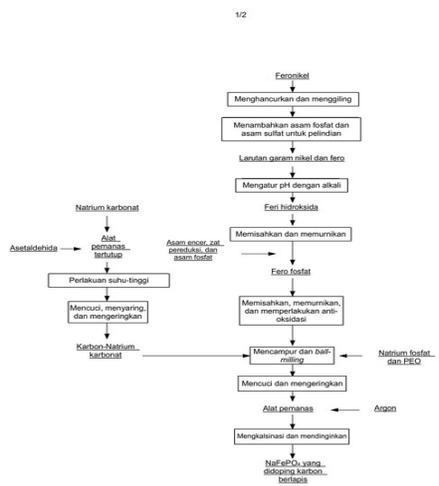 1/2
Feronikel
Menghancurkan dan menggiling
Menambahkan asam fosfat dan
asam sulfat untuk pelindian
Larutan garam nikel dan fero
Mengatur pH dengan alkali
Feri hidroksida
Memisahkan dan memurnikan
Asam encer, zat
pereduksi, dan
asam fosfat
Fero fosfat
Memisahkan, memurnikan,
dan memperlakukan anti-
oksidasi
Natrium karbonat
Asetaldehida
Alat
pemanas
tertutup
Perlakuan suhu-tinggi
Mencuci, menyaring,
dan mengeringkan
Karbon-Natrium
karbonat
Mencampur dan ball-
milling
Natrium fosfat
dan PEO
Mencuci dan mengeringkan
Alat pemanas
Argon
Mengkalsinasi dan mendinginkan
NaFePO₄ yang
didoping karbon
berlapis